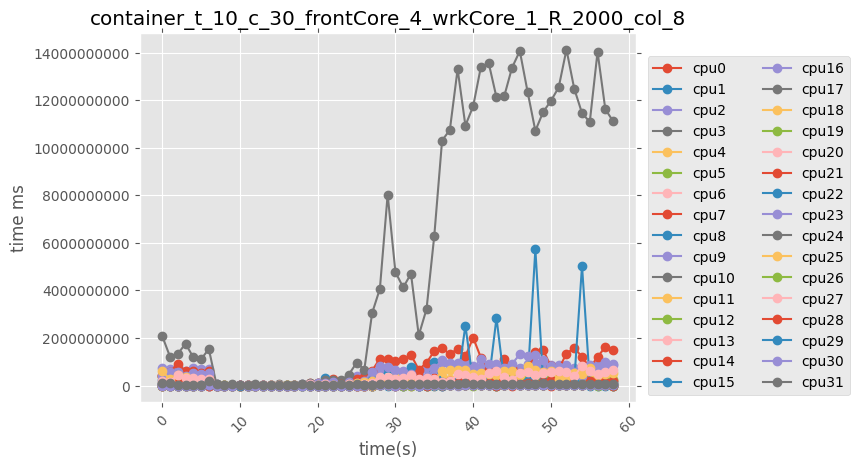 container_t_10_c_30_frontCore_4_wrkCore_1_R_2000_col_8
14000000000
12000000000
10000000000
8000000000
6000000000
4000000000
2000000000
0
time ms
0
10
20
30
40
50
60
time(s)
cpu0
cpu1
cpu2
cpu3
cpu4
cpu5
cpu6
cpu7
cpu8
cpu9
cpu10
cpu11
cpu12
cpu13
cpu14
cpu15
cpu16
cpu17
cpu18
cpu19
cpu20
cpu21
cpu22
cpu23
cpu24
cpu25
cpu26
cpu27
cpu28
cpu29
cpu30
cpu31